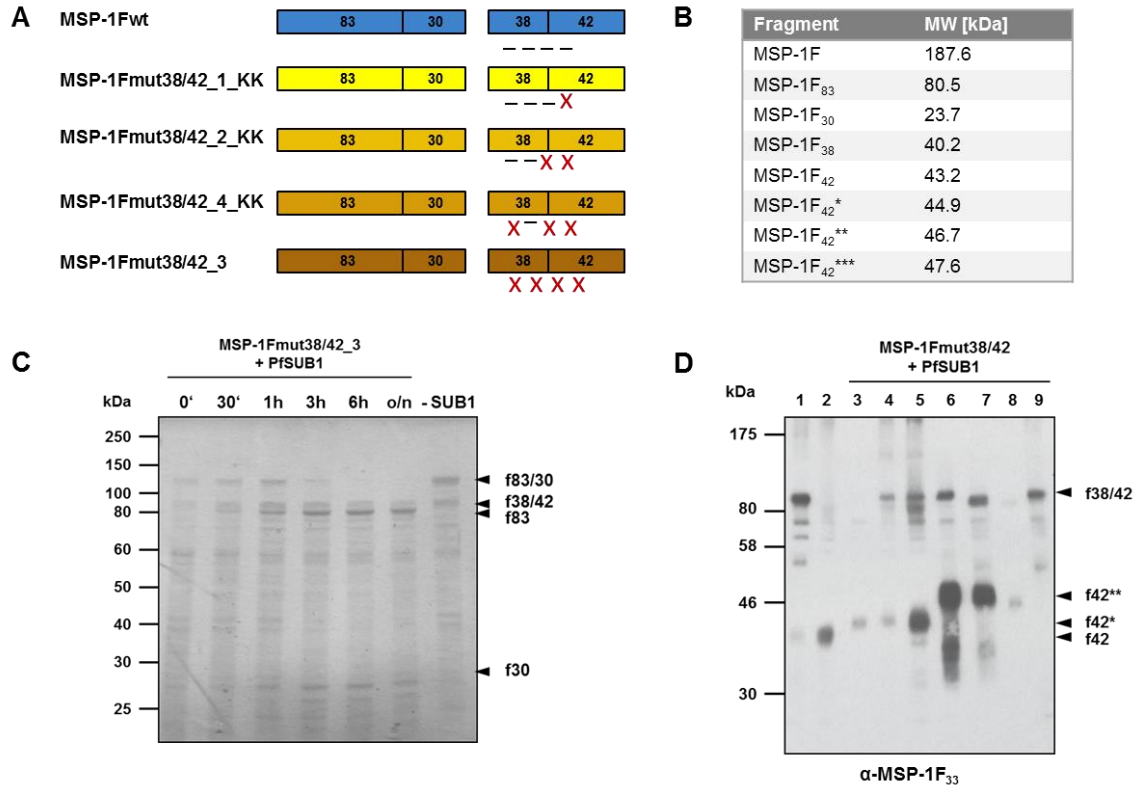 A
MSP-1Fwt
83 30 38 42
MSP-1Fmut38/42_1_KK
83 30 38 42
X
MSP-1Fmut38/42_2_KK
83 30 38 42
X X
MSP-1Fmut38/42_4_KK
83 30 38 42
X X X
MSP-1Fmut38/42_3
83 30 38 42
X X X X
B
Fragment MW [kDa]
MSP-1F 187.6
MSP-1F83 80.5
MSP-1F30 23.7
MSP-1F38 40.2
MSP-1F42 43.2
MSP-1F42* 44.9
MSP-1F42** 46.7
MSP-1F42*** 47.6
C
MSP-1Fmut38/42_3
+ PfSUB1
kDa 0‘ 30‘ 1h 3h 6h o/n - SUB1
250
150
100
80
60
50
40
30
25
f83/30
f38/42
f83
f30
D
MSP-1Fmut38/42
+ PfSUB1
kDa 1 2 3 4 5 6 7 8 9
175
80
58
46
30
f38/42
f42**
f42*
f42
α-MSP-1F33